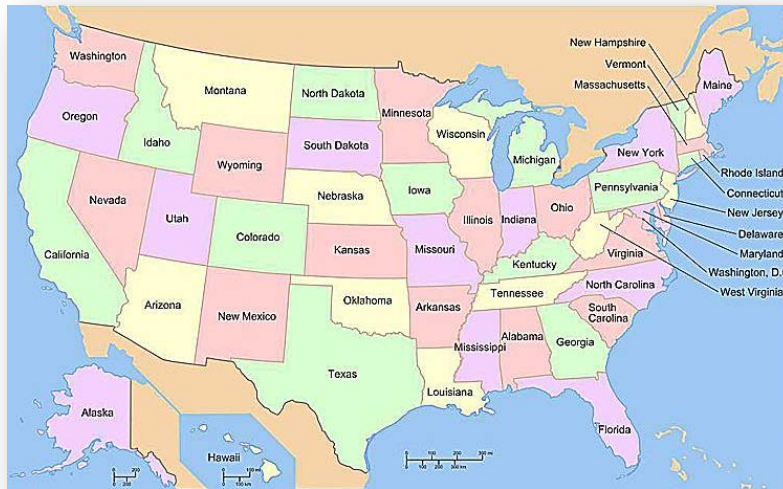 New Hampshire
Vermont
Massachusetts
Washington
Montana
North Dakota
Minnesota
Maine
Oregon
Idaho
Wisconsin
South Dakota
Michigan
New York
Wyoming
Rhode Island
Connecticut
Nebraska
Iowa
Pennsylvania
New Jersey
Nevada
Utah
Illinois
Indiana
Ohio
Delaware
Colorado
Maryland
California
Kansas
Missouri
Virginia
Kentucky
Washington, D.
West Virginia
North Carolina
Arizona
Oklahoma
Tennessee
New Mexico
Arkansas
South
Carolina
Mississippi
Alabama
Georgia
Texas
Louisiana
Alaska
Florida
Hawaii